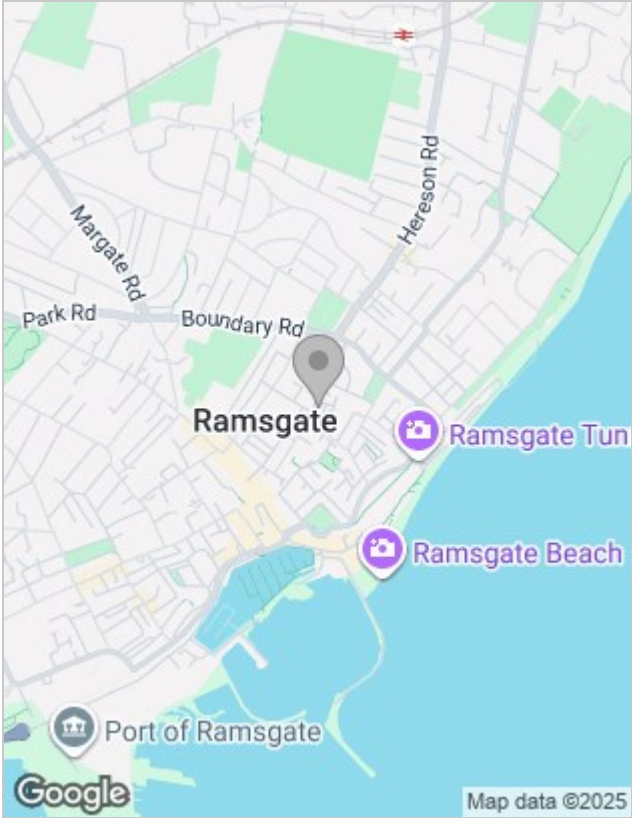 Hereson Rd
Margate Rd
Park Rd
Boundary Rd
Ramsgate
Ramsgate Tun
Ramsgate Beach
Port of Ramsgate
Google
Map data ©2025